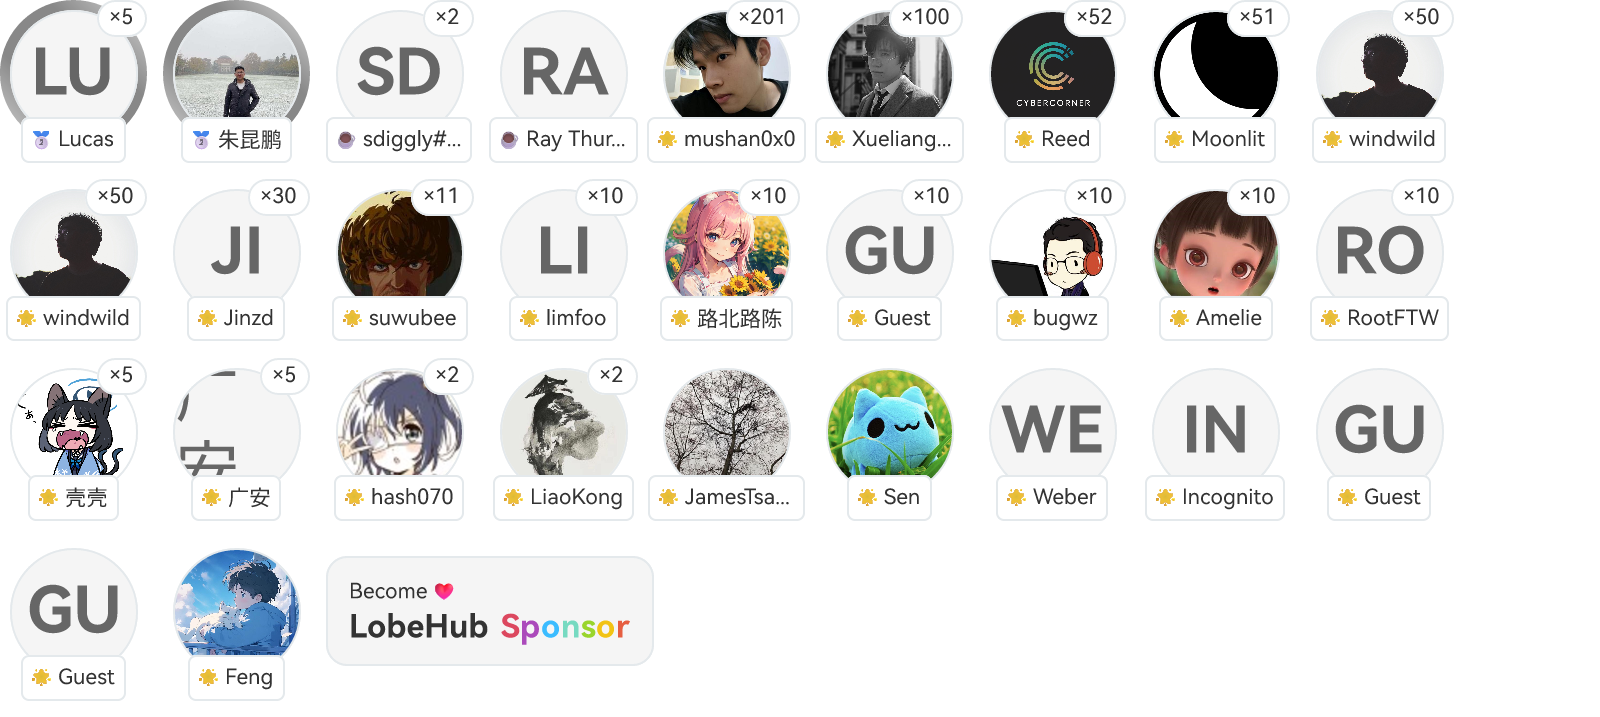 ×5
LU
Lucas
朱昆鹏
×2
SD
sdiggly#...
RA
Ray Thur...
×201
mushan0x0
×100
Xueliang...
×52
CYBERCORNER
Reed
×51
Moonlit
×50
windwild
×50
windwild
×30
JI
Jinzd
×11
suwubee
×10
LI
limfoo
×10
路北路陈
×10
GU
Guest
×10
bugwz
×10
Amelie
×10
RO
RootFTW
×5
壳壳
×5
广安
广安
×2
hash070
×2
LiaoKong
JamesTsa...
Sen
WE
Weber
IN
Incognito
GU
Guest
GU
Guest
Feng
Become
LobeHub Sponsor